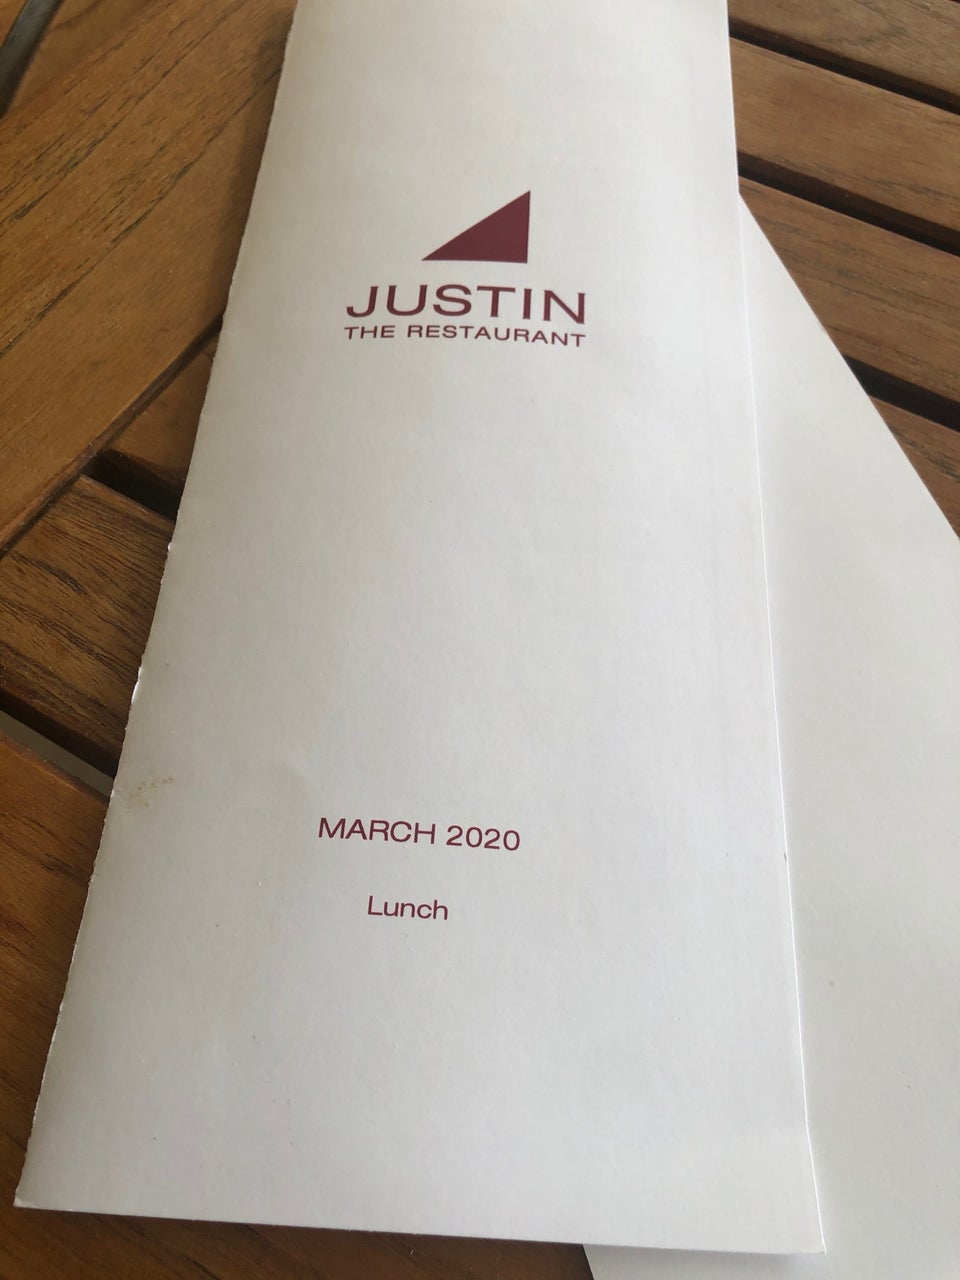 JUSTIN
THE RESTAURANT
MARCH 2020
Lunch